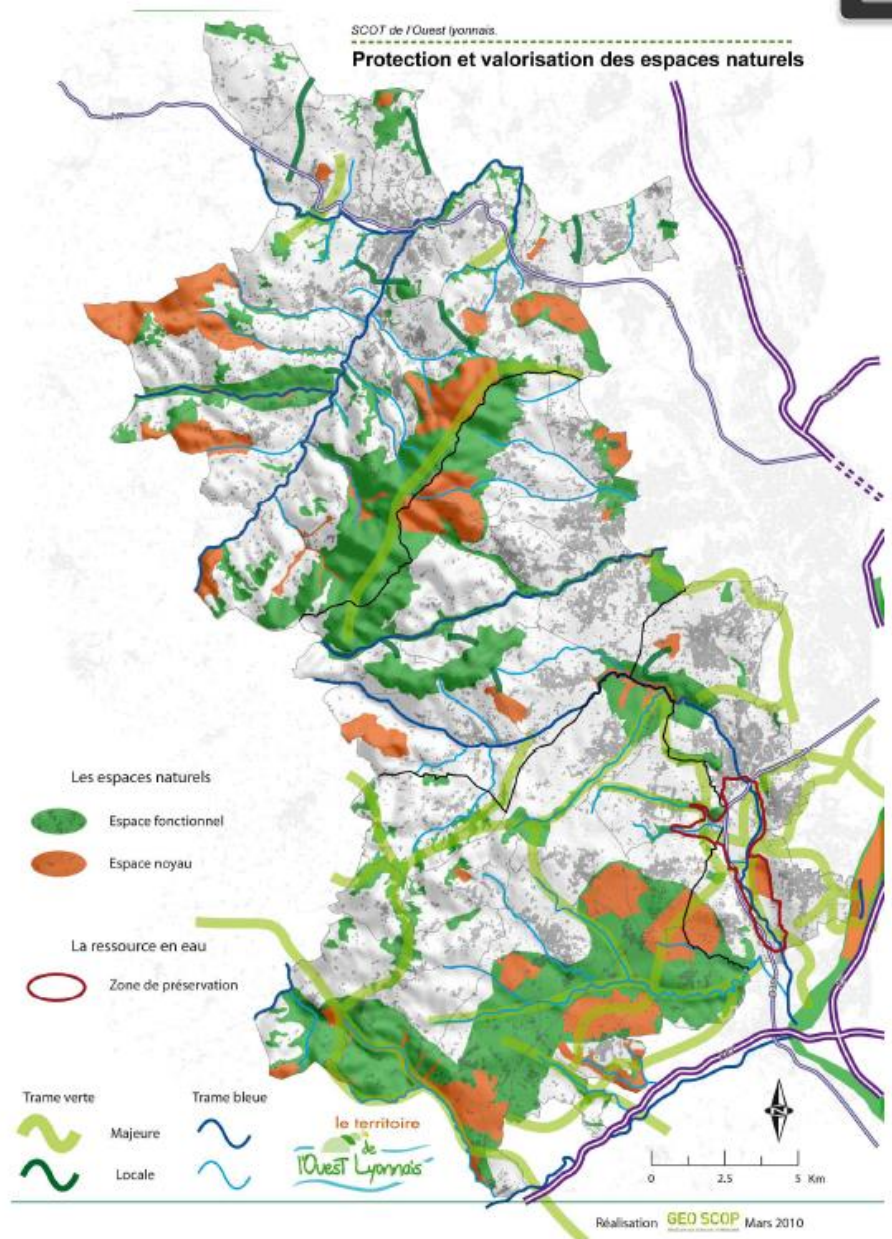 SCOT de l'Ouest lyonnais.
Protection et valorisation des espaces naturels
Les espaces naturels
Espace fonctionnel
Espace noyau
La ressource en eau
Zone de préservation
Trame verte
Trame bleue
Majeure
Locale
le territoire
de
l'Ouest Lyonnais
N
0 2.5 5 Km
Réalisation GEO SCOP Mars 2010